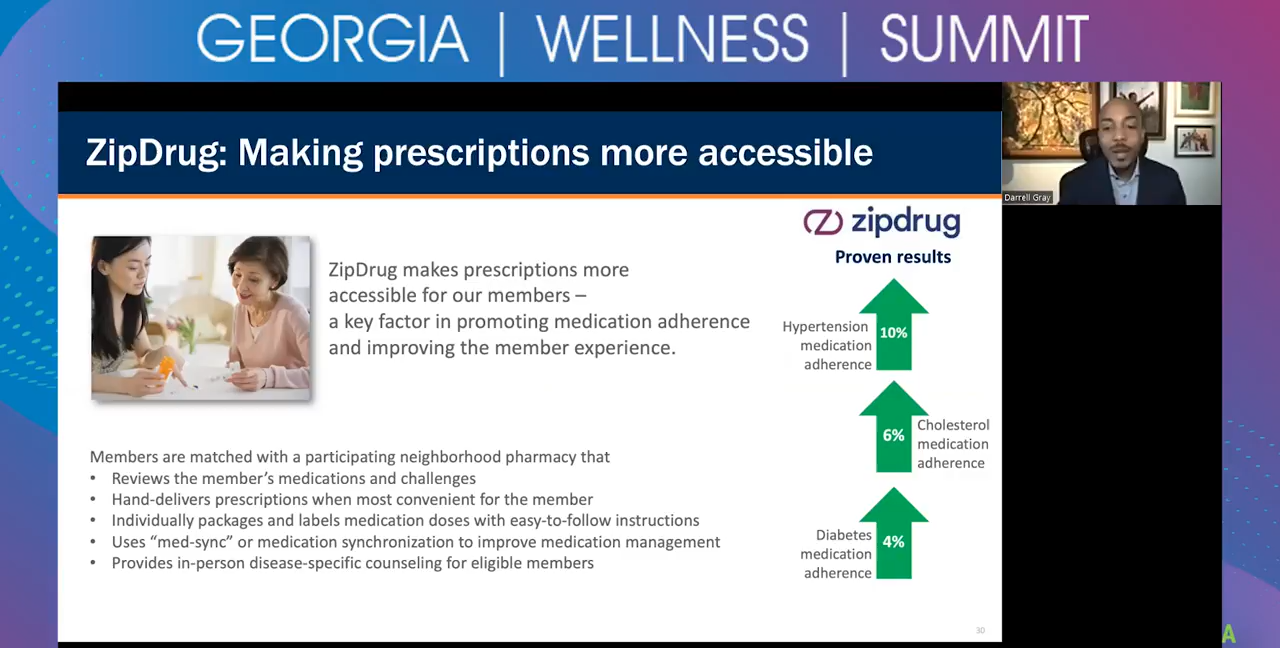 GEORGIA | WELLNESS | SUMMIT
ZipDrug: Making prescriptions more accessible
Darrell Gray
zipdrug
Proven results
ZipDrug makes prescriptions more
accessible for our members –
a key factor in promoting medication adherence
and improving the member experience.
Hypertension
medication
adherence
10%
6%
Cholesterol
medication
adherence
Diabetes
medication
adherence
4%
Members are matched with a participating neighborhood pharmacy that
• Reviews the member's medications and challenges
• Hand-delivers prescriptions when most convenient for the member
• Individually packages and labels medication doses with easy-to-follow instructions
• Uses “med-sync” or medication synchronization to improve medication management
• Provides in-person disease-specific counseling for eligible members
30
A